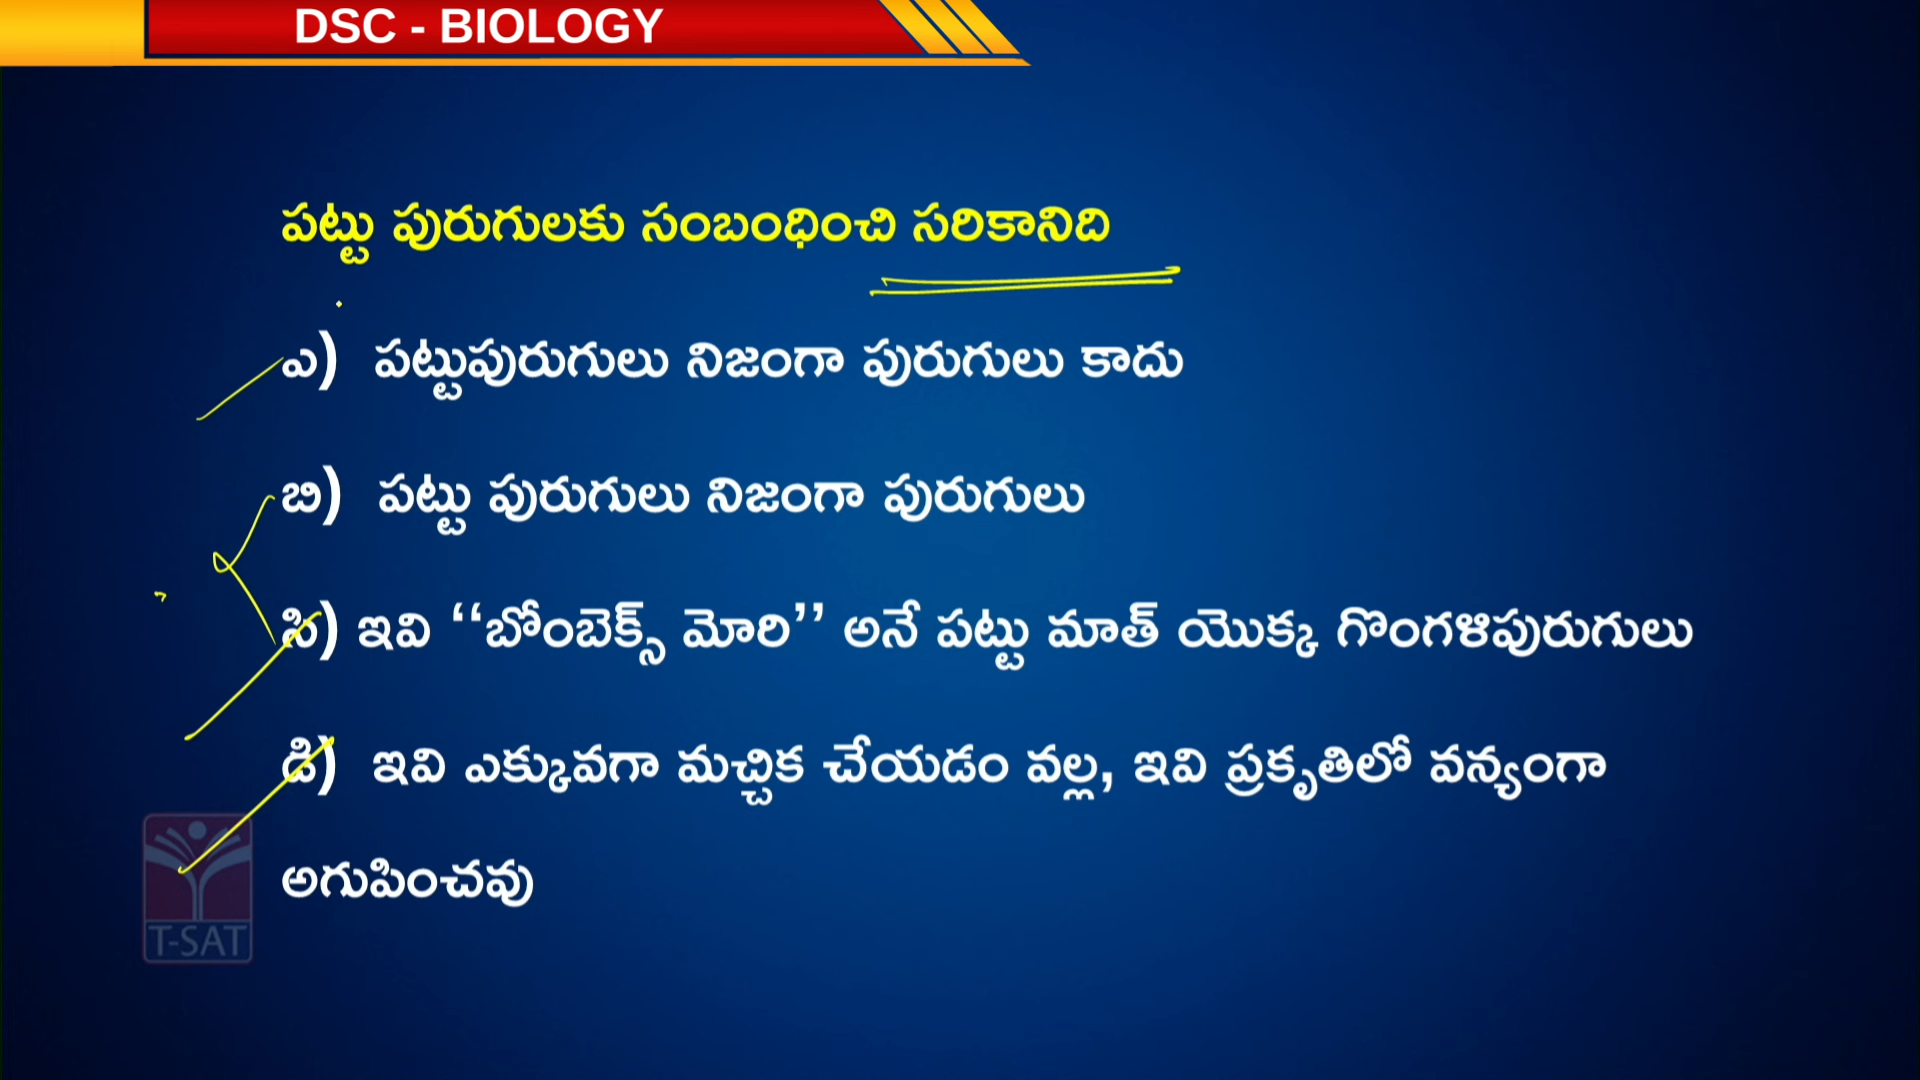 DSC - BIOLOGY
పట్టు పురుగులకు సంబంధించి సరికానిది
ఎ) పట్టుపురుగులు నిజంగా పురుగులు కాదు
బి) పట్టు పురుగులు నిజంగా పురుగులు
సి) ఇవి ‘‘బోంబెక్స్ మోరి’’ అనే పట్టు మాత్ యొక్క గొంగళిపురుగులు
డి) ఇవి ఎక్కువగా మచ్చిక చేయడం వల్ల, ఇవి ప్రకృతిలో వన్యంగా
అగుపించవు
T-SAT